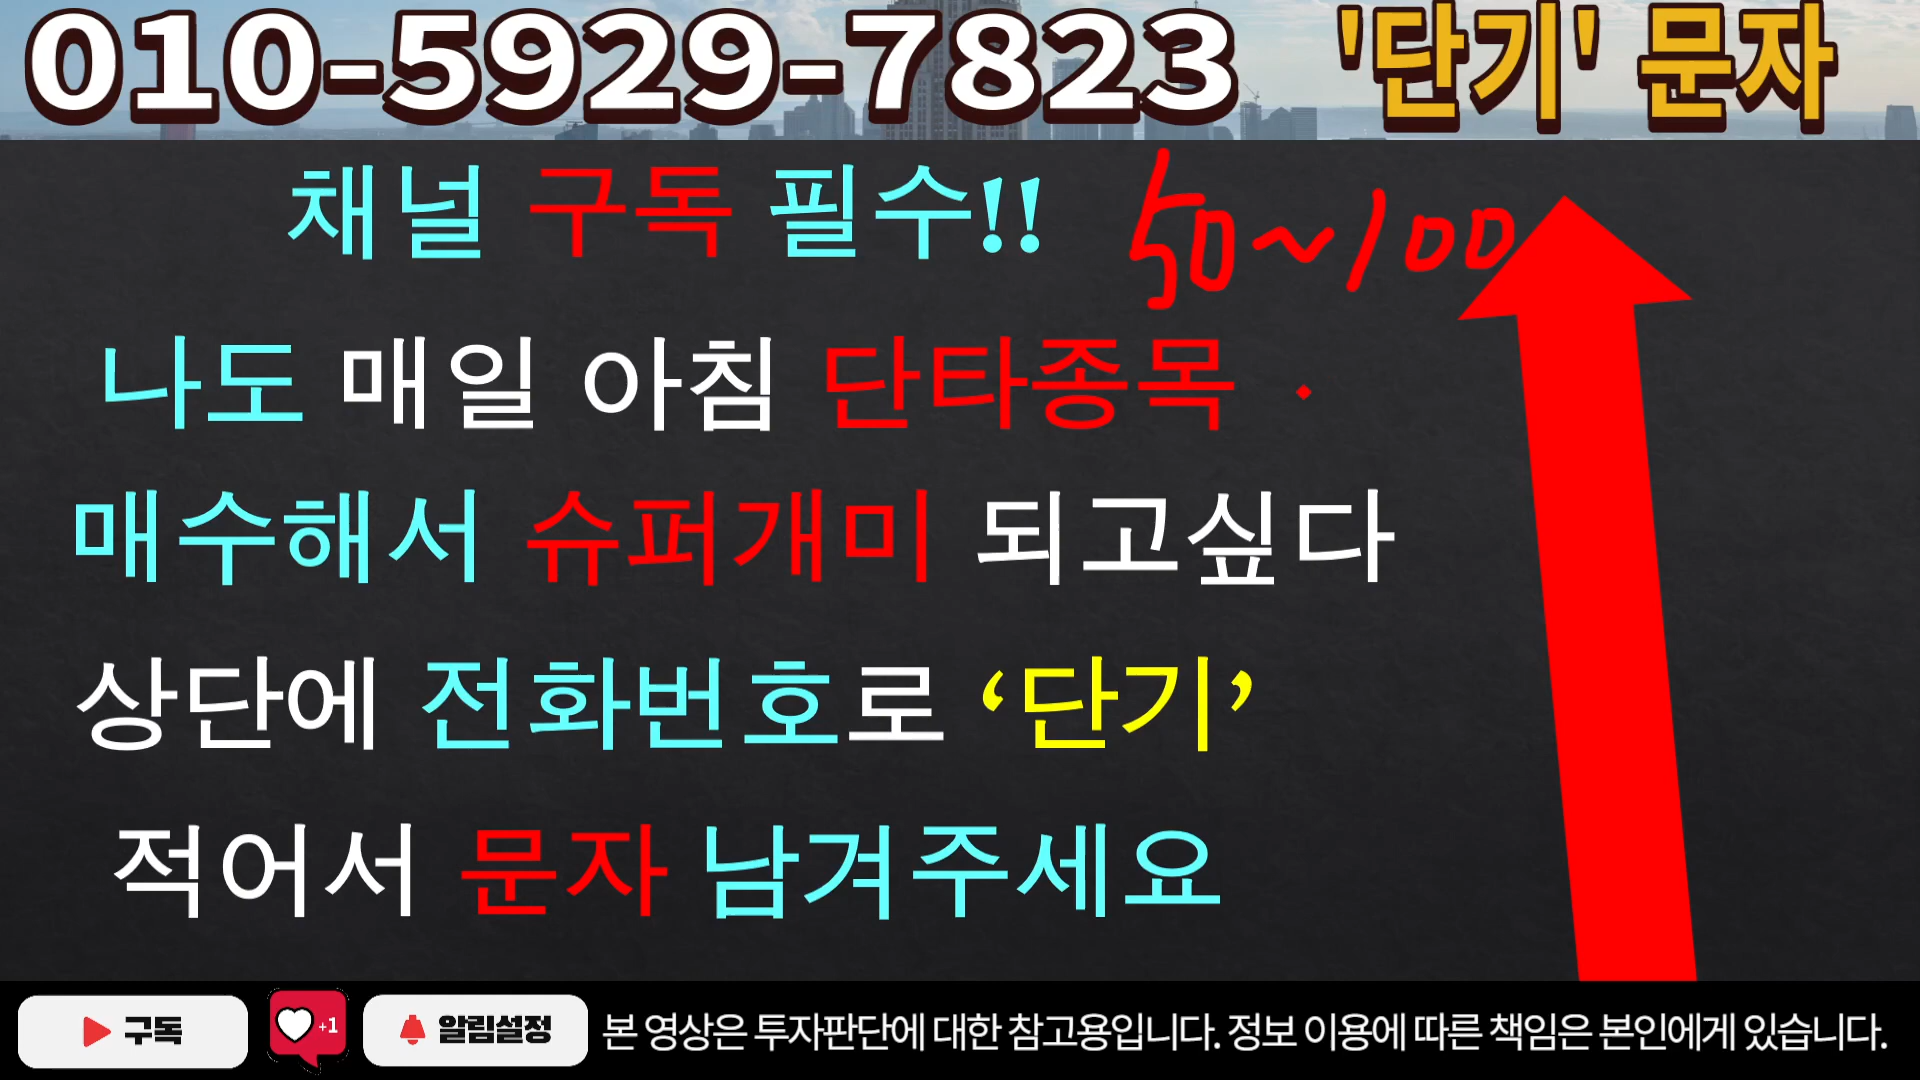 010-5929-7823 '단기' 문자
채널 구독 필수!! 50~100
나도 매일 아침 단타종목
매수해서 슈퍼개미 되고싶다
상단에 전화번호로 ‘단기’
적어서 문자 남겨주세요
구독 +1 알림설정 본 영상은 투자판단에 대한 참고용입니다. 정보 이용에 따른 책임은 본인에게 있습니다.